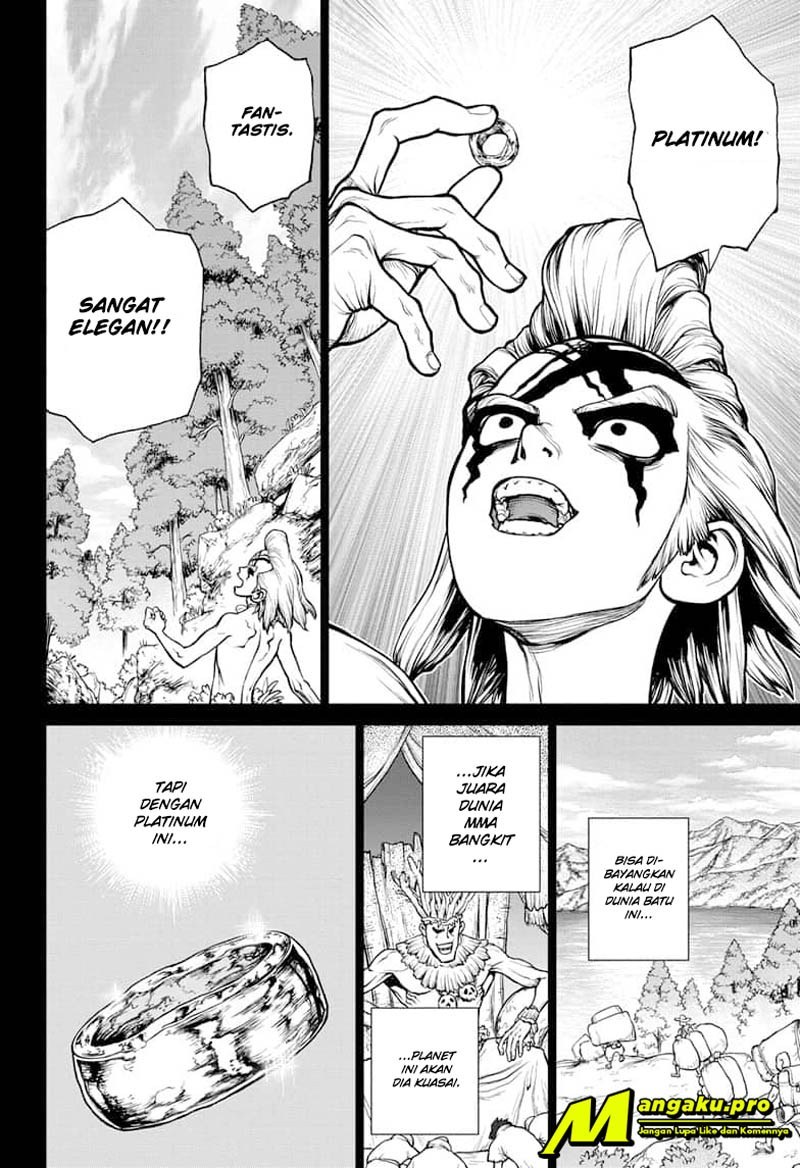 PLATINUM!
FAN-
TASTIS.
SANGAT
ELEGAN!!
BISA DI-
BAYANGKAN
KALAU DI
DUNIA BATU
INI...
...JIKA
JUARA
DUNIA
MMA
BANGKIT
...
...PLANET
INI AKAN
DIA KUASAI.
TAPI
DENGAN
PLATINUM
INI...
Mangaku.pro
Jangan Lupa Like dan Komennya